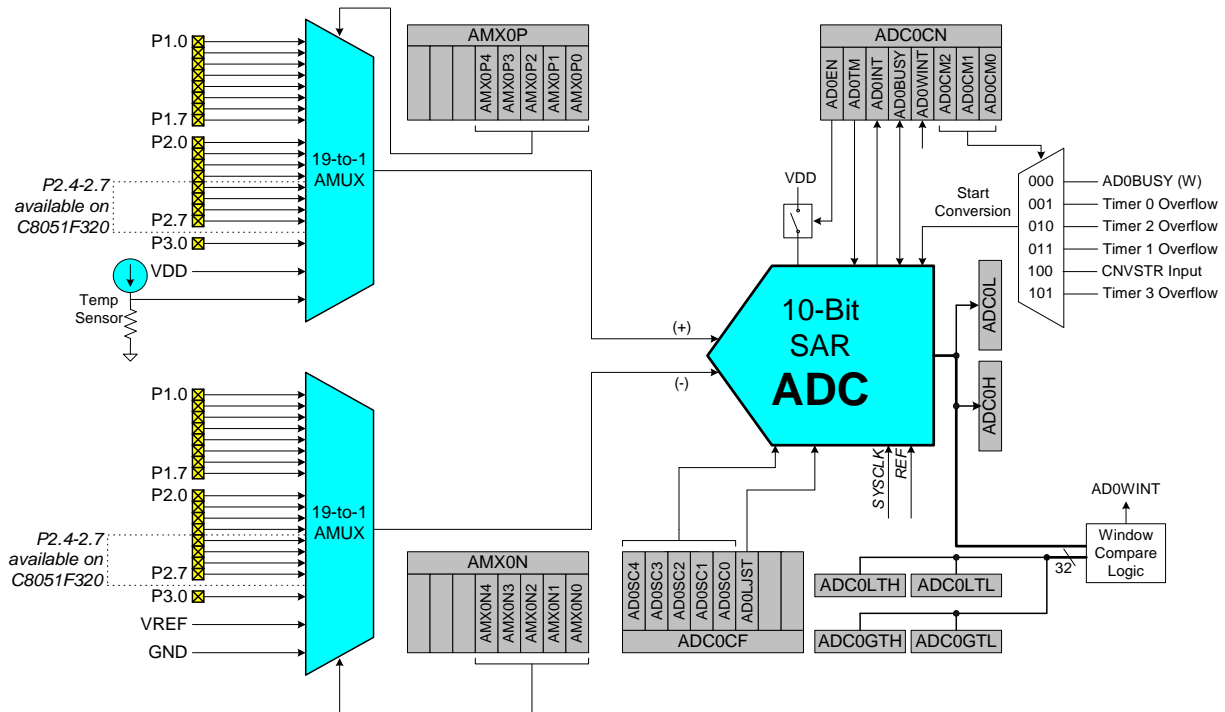 P1.0
P1.7
P2.0
P2.4-2.7
available on
C8051F320
P2.7
P3.0
VDD
Temp
Sensor
19-to-1
AMUX
AMX0P
AMX0P4
AMX0P3
AMX0P2
AMX0P1
AMX0P0
ADC0CN
AD0EN
AD0TM
AD0INT
AD0BUSY
AD0WINT
AD0CM2
AD0CM1
AD0CM0
VDD
Start
Conversion
000
AD0BUSY (W)
001
Timer 0 Overflow
010
Timer 2 Overflow
011
Timer 1 Overflow
100
CNVSTR Input
101
Timer 3 Overflow
(+)
(-)
10-Bit
SAR
ADC
ADC0L
ADC0H
SYSCLK
REF
P1.0
P1.7
P2.0
P2.4-2.7
available on
C8051F320
P2.7
P3.0
VREF
GND
19-to-1
AMUX
AMX0N
AMX0N4
AMX0N3
AMX0N2
AMX0N1
AMX0N0
AD0SC4
AD0SC3
AD0SC2
AD0SC1
AD0SC0
AD0LJST
ADC0CF
AD0WINT
Window
Compare
Logic
32
ADC0LTH
ADC0LTL
ADC0GTH
ADC0GTL